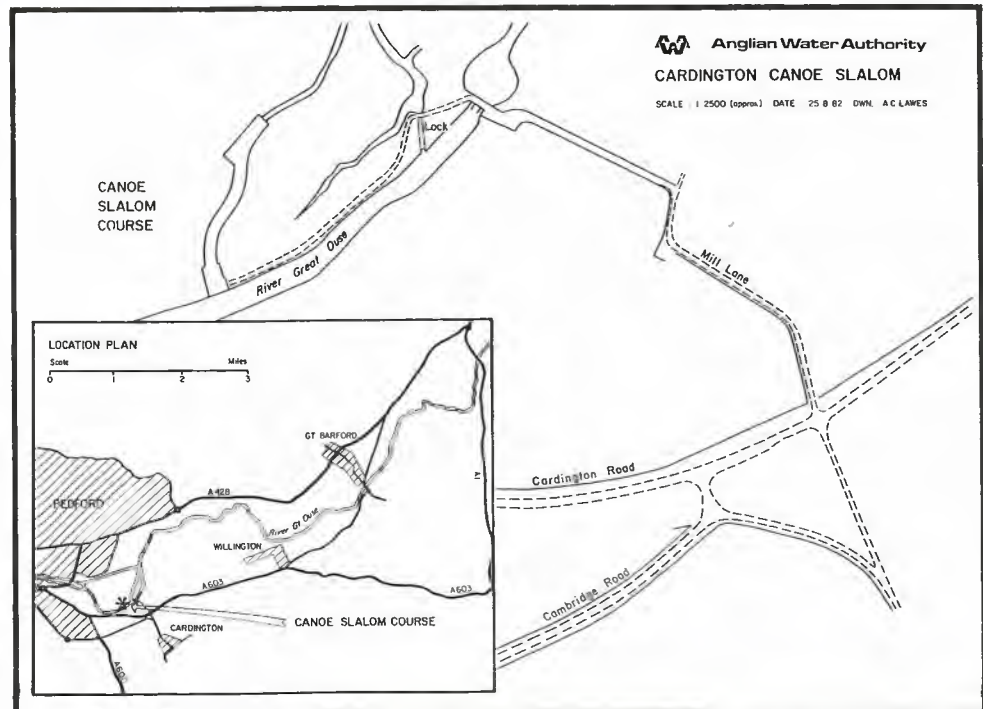 Anglian Water Authority
CARDINGTON CANOE SLALOM
SCALE 1 2500 (approx) DATE 25 8 82 DWN. A C LAWES
Lock
CANOE
SLALOM
COURSE
River Great Ouse
Mill Lane
Cardington Road
Cambridge Road
LOCATION PLAN
Scale Miles
0 1 2 3
GT BARFORD
A1
A428
BEDFORD
River Gt Ouse
WILLINGTON
A603
A603
CANOE SLALOM COURSE
CARDINGTON